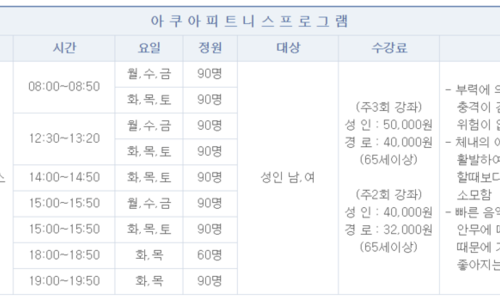 아 쿠 아 피 트 니 스 프 로 그 램
시간 요일 정원 대상 수강료
08:00~08:50 월.수.금 90명
화.목.토 90명
12:30~13:20 월.수.금 90명
화.목.토 90명
14:00~14:50 화.목.토 90명
15:00~15:50 월.수.금 90명
15:00~15:50 화.목.토 90명
18:00~18:50 화.목 60명
19:00~19:50 화.목 90명
스
성인 남.여
(주3회 강좌)
성 인 : 50,000원
경 로 : 40,000원
(65세이상)
(주2회 강좌)
성 인 : 40,000원
경 로 : 32,000원
(65세이상)
- 부력에 의
충격이
위험이
- 체내의
활발하여
할때보다
소모함
- 빠른 음악
안무에
때문에
좋아지는